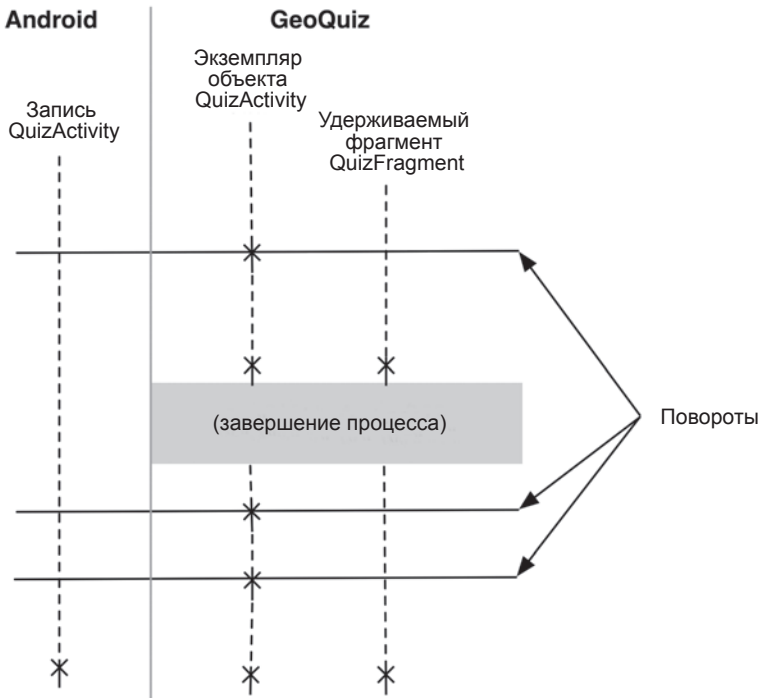 Android
GeoQuiz
Экземпляр
объекта
QuizActivity
Запись
QuizActivity
Удерживаемый
фрагмент
QuizFragment
(завершение процесса)
Повороты